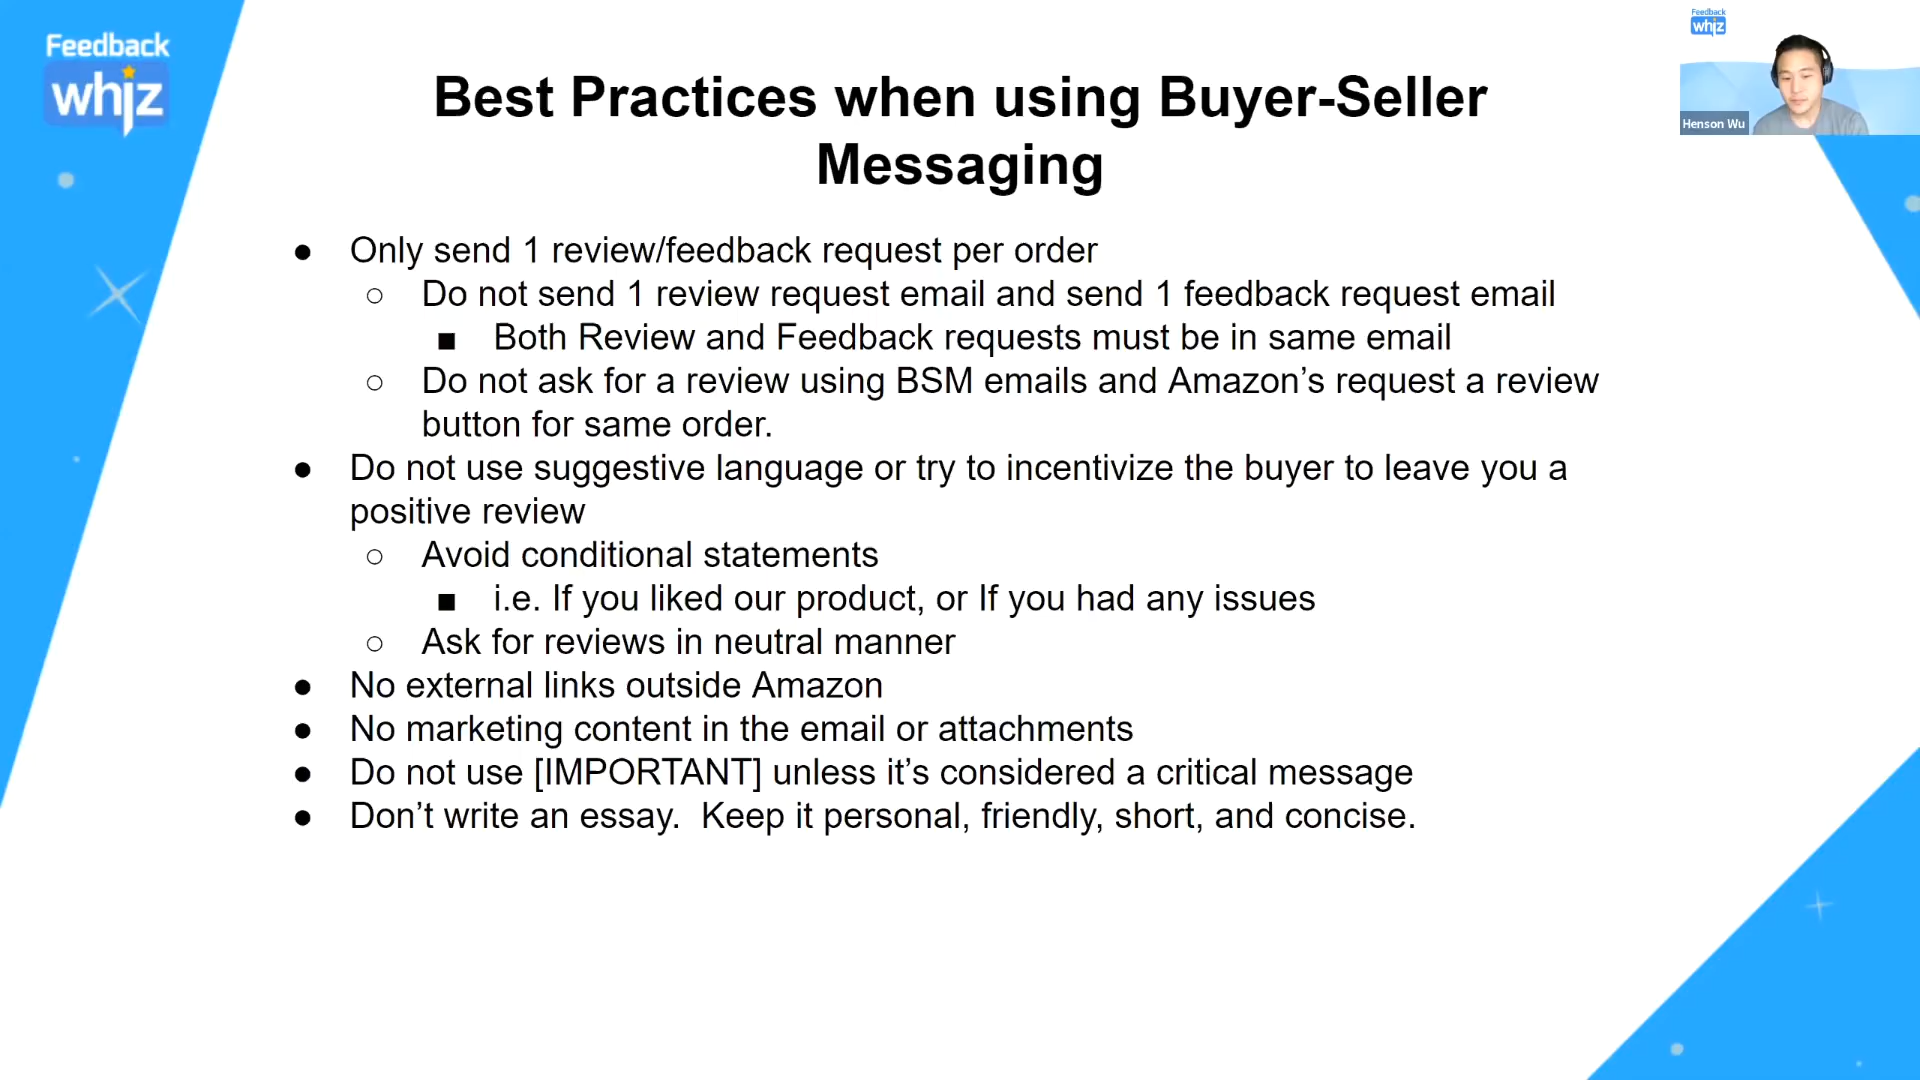 Feedback
whiz
Feedback
whiz
Henson Wu
Best Practices when using Buyer-Seller
Messaging
● Only send 1 review/feedback request per order
○ Do not send 1 review request email and send 1 feedback request email
■ Both Review and Feedback requests must be in same email
○ Do not ask for a review using BSM emails and Amazon’s request a review
button for same order.
● Do not use suggestive language or try to incentivize the buyer to leave you a
positive review
○ Avoid conditional statements
■ i.e. If you liked our product, or If you had any issues
○ Ask for reviews in neutral manner
● No external links outside Amazon
● No marketing content in the email or attachments
● Do not use [IMPORTANT] unless it’s considered a critical message
● Don’t write an essay.  Keep it personal, friendly, short, and concise.